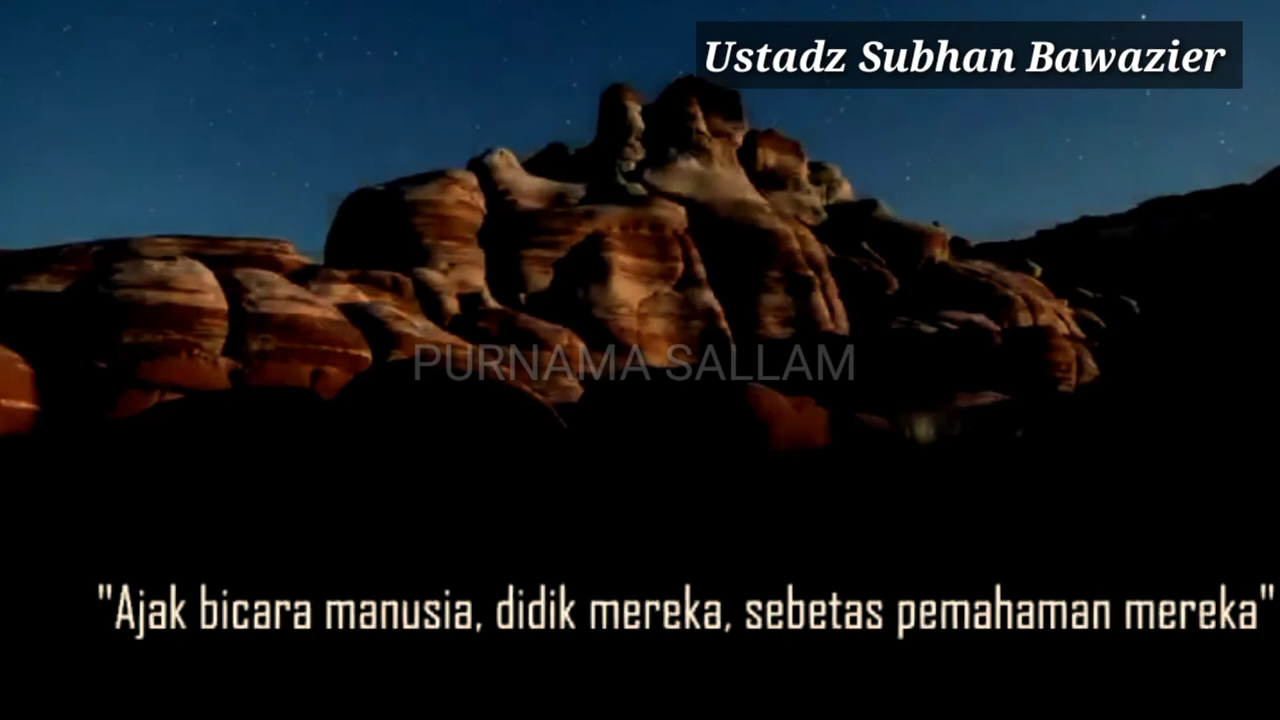 Ustadz Subhan Bawazier
PURNAMA SALLAM
"Ajak bicara manusia, didik mereka, sebetas pemahaman mereka"